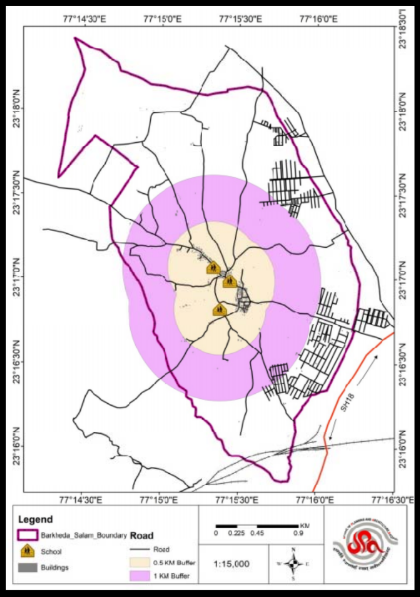 77°14'30"E 77°15'0"E 77°15'30"E 77°16'0"E
23°18'30"N
23°18'0"N 23°18'0"N
23°17'30"N 23°17'30"N
23°17'0"N 23°17'0"N
23°16'30"N 23°16'30"N
23°16'0"N 23°16'0"N
SH18
77°14'30"E 77°15'0"E 77°15'30"E 77°16'0"E 77°16'30"E
Legend
Barkheda_Salam_Boundary Road
School Road
Buildings 0.5 KM Buffer
1 KM Buffer
KM
0 0.225 0.45 0.9
1:15,000
N
W E
S